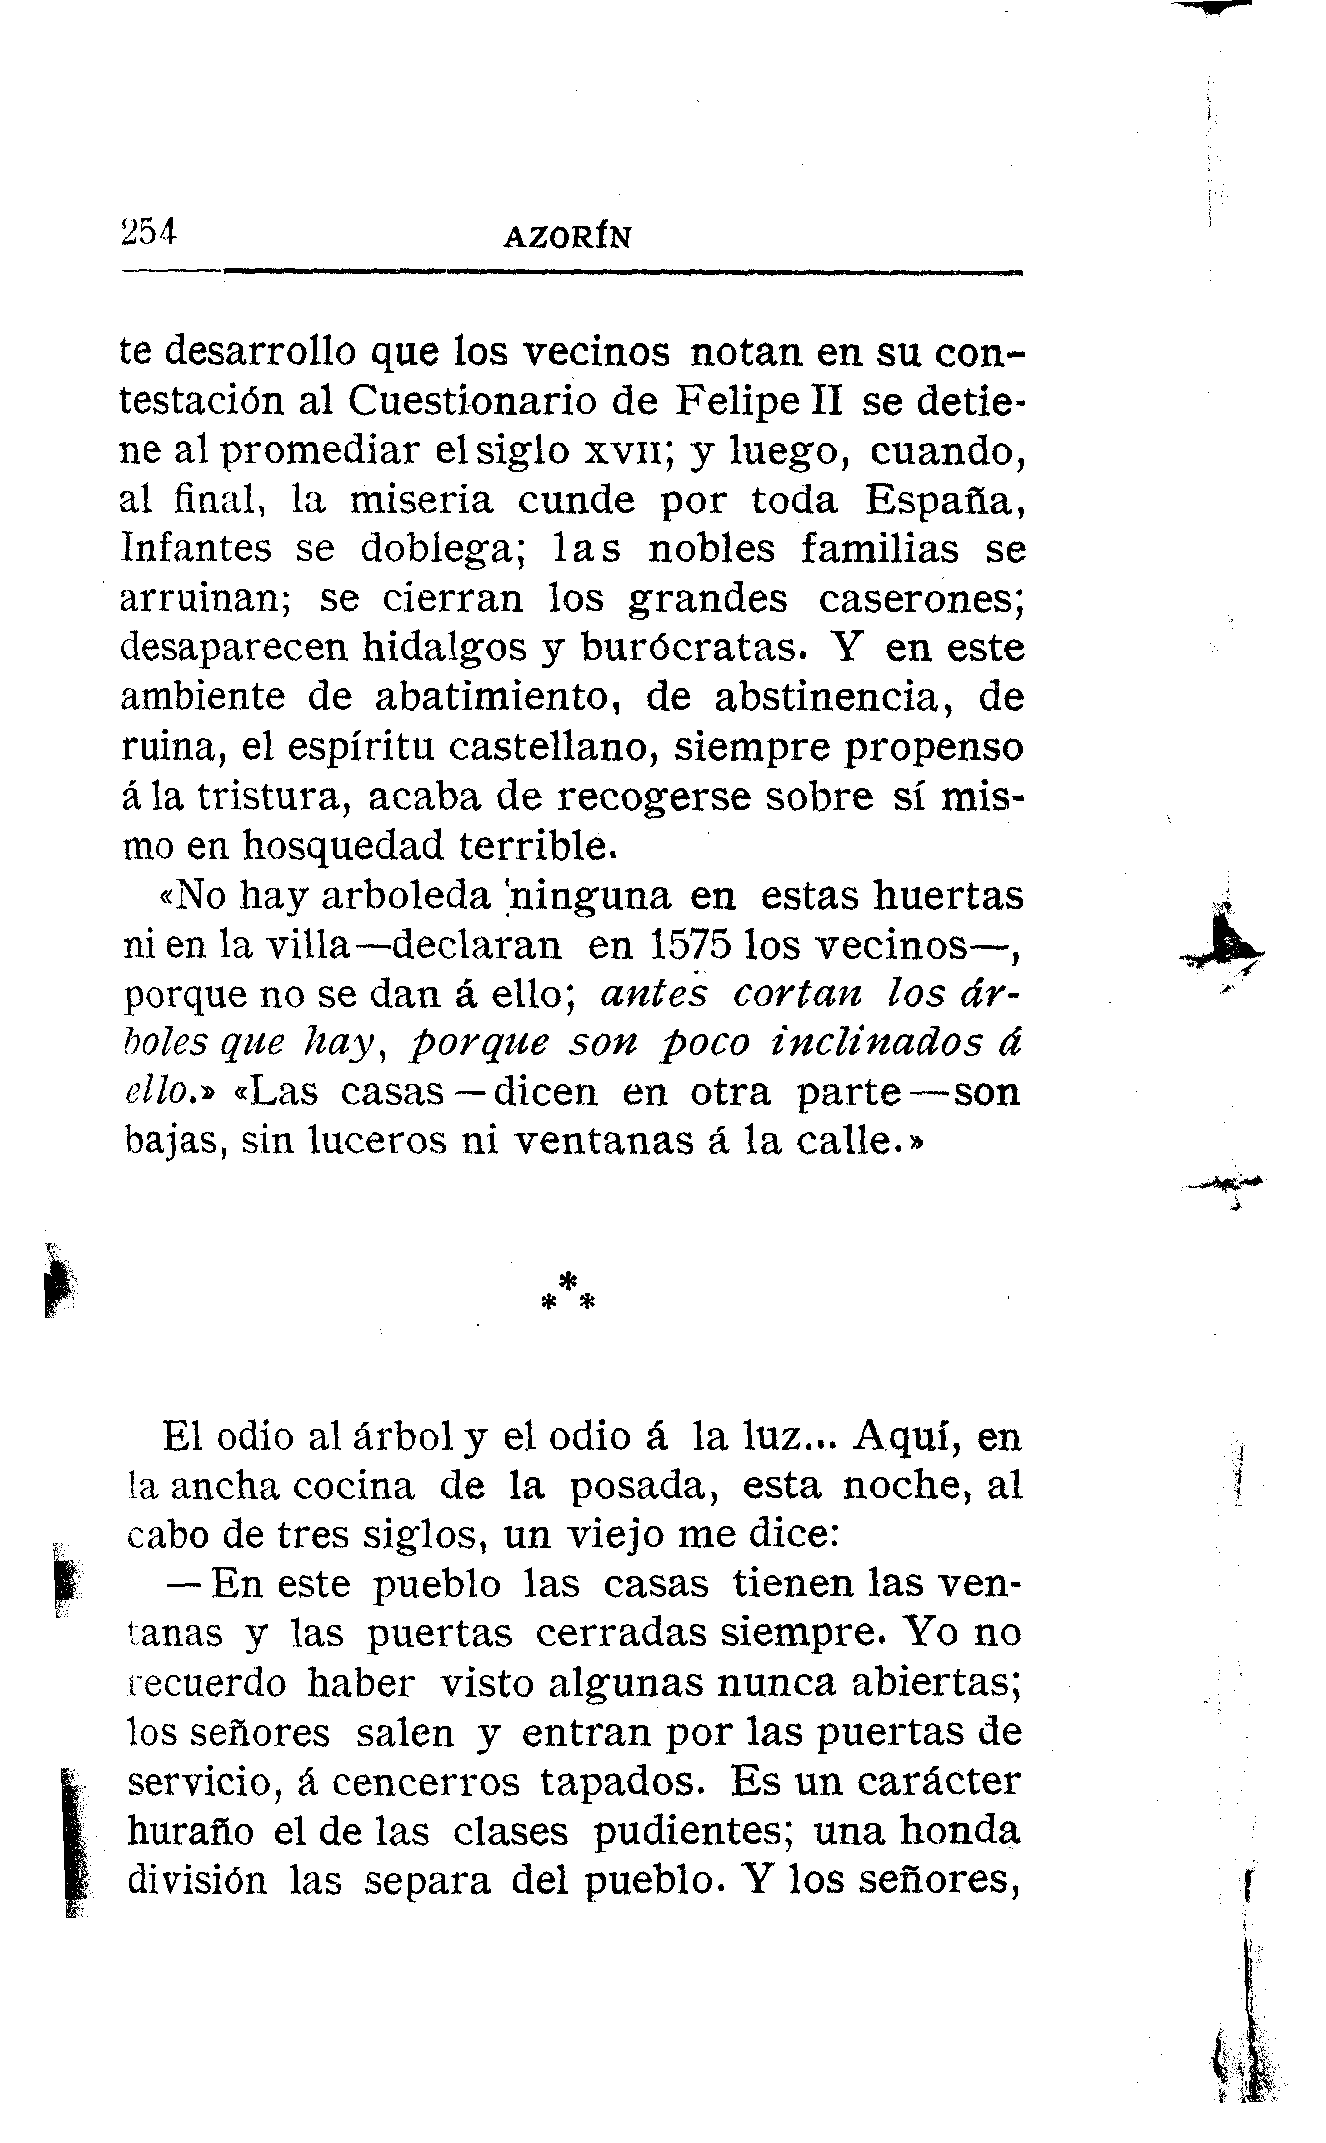 254 AZORÍN
te desarrollo que los vecinos notan en su con-
testación al Cuestionario de Felipe II se detie-
ne al promediar el siglo XVII; y luego, cuando,
al final, la miseria cunde por toda España,
Infantes se doblega; las nobles familias se
arruinan; se cierran los grandes caserones;
desaparecen hidalgos y burócratas. Y en este
ambiente de abatimiento, de abstinencia, de
ruina, el espíritu castellano, siempre propenso
á la tristura, acaba de recogerse sobre sí mis-
mo en hosquedad terrible.
«No hay arboleda ninguna en estas huertas
ni en la villa—declaran en 1575 los vecinos—,
porque no se dan á ello; antes cortan los ár-
boles que hay, porque son poco inclinados á
ello.» «Las casas—dicen en otra parte—son
bajas, sin luceros ni ventanas á la calle.»
*
* *
El odio al árbol y el odio á la luz... Aquí, en
la ancha cocina de la posada, esta noche, al
cabo de tres siglos, un viejo me dice:
—En este pueblo las casas tienen las ven-
tanas y las puertas cerradas siempre. Yo no
recuerdo haber visto algunas nunca abiertas;
los señores salen y entran por las puertas de
servicio, á cencerros tapados. Es un carácter
huraño el de las clases pudientes; una honda
división las separa del pueblo. Y los señores,